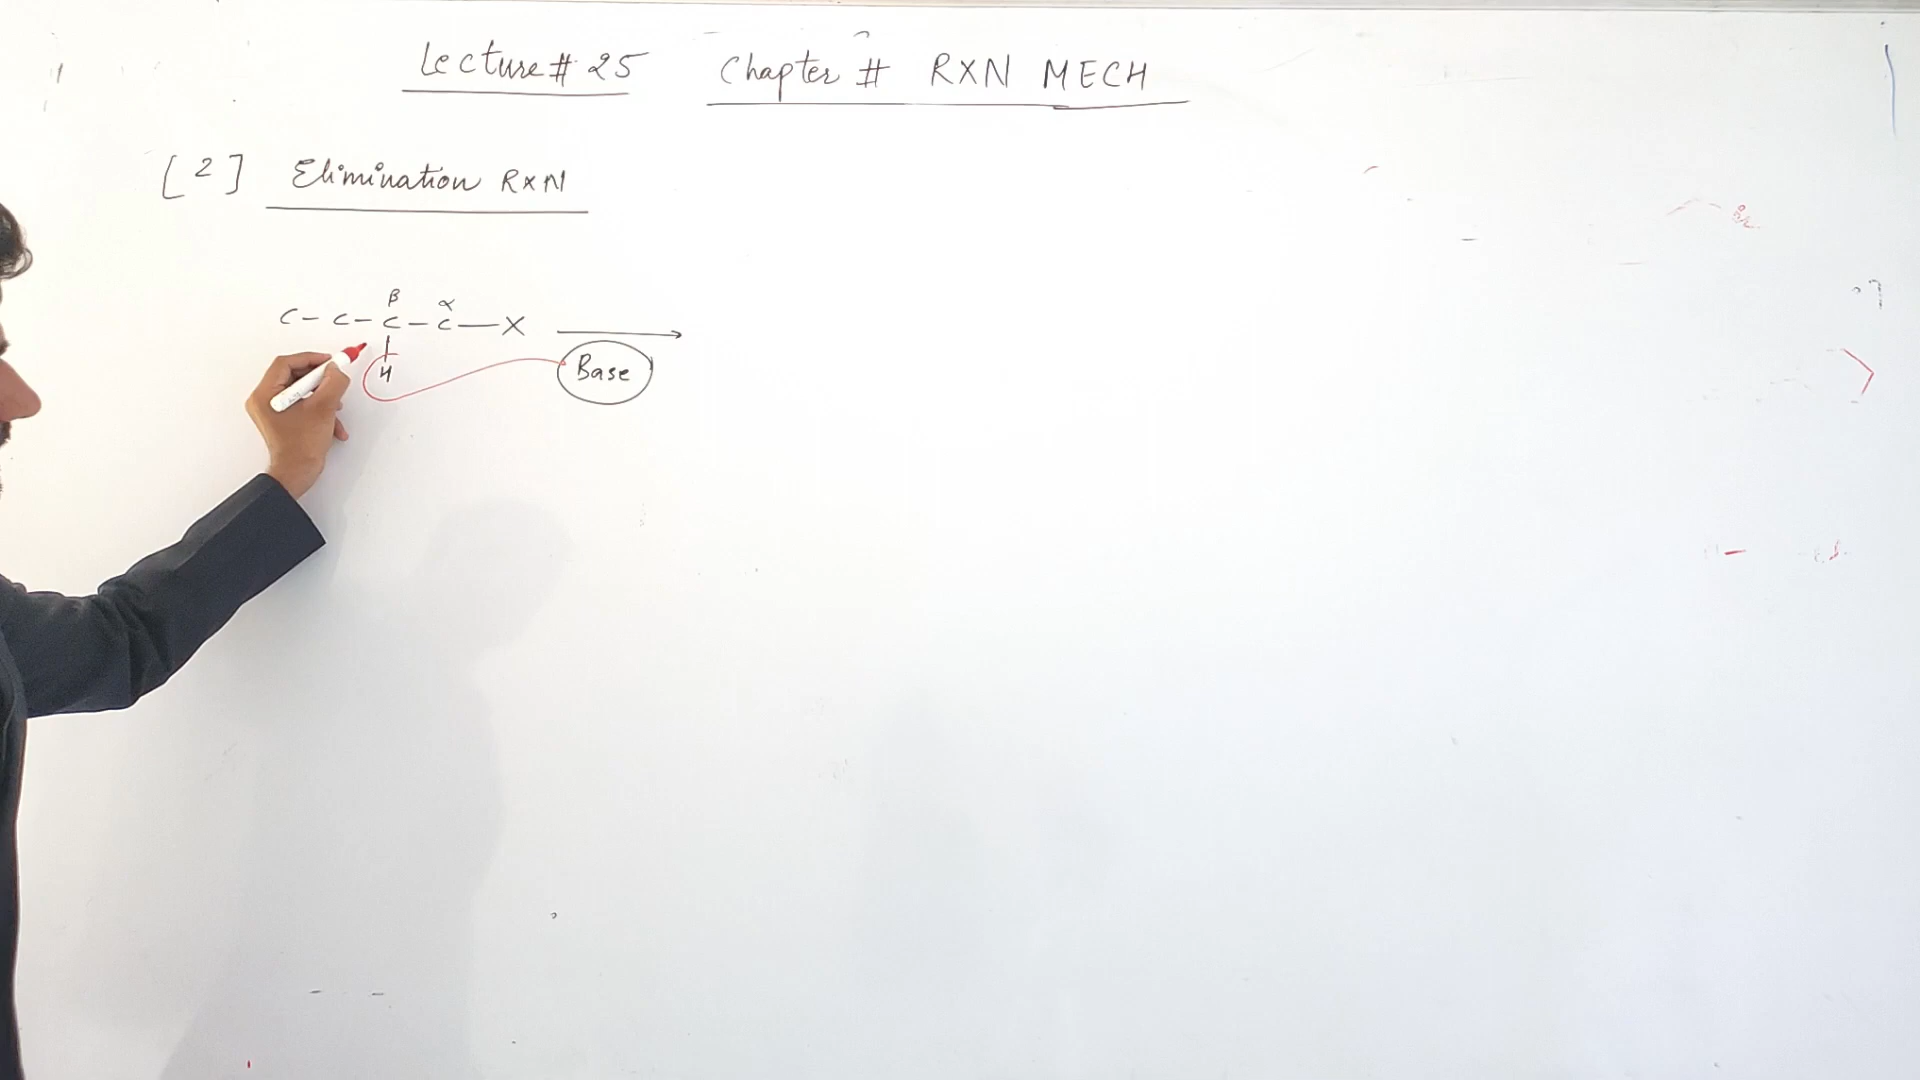 Lecture # 25 Chapter # RXN MECH
[2] Elimination RXN
β α
C - C - C - C - X
Base
H